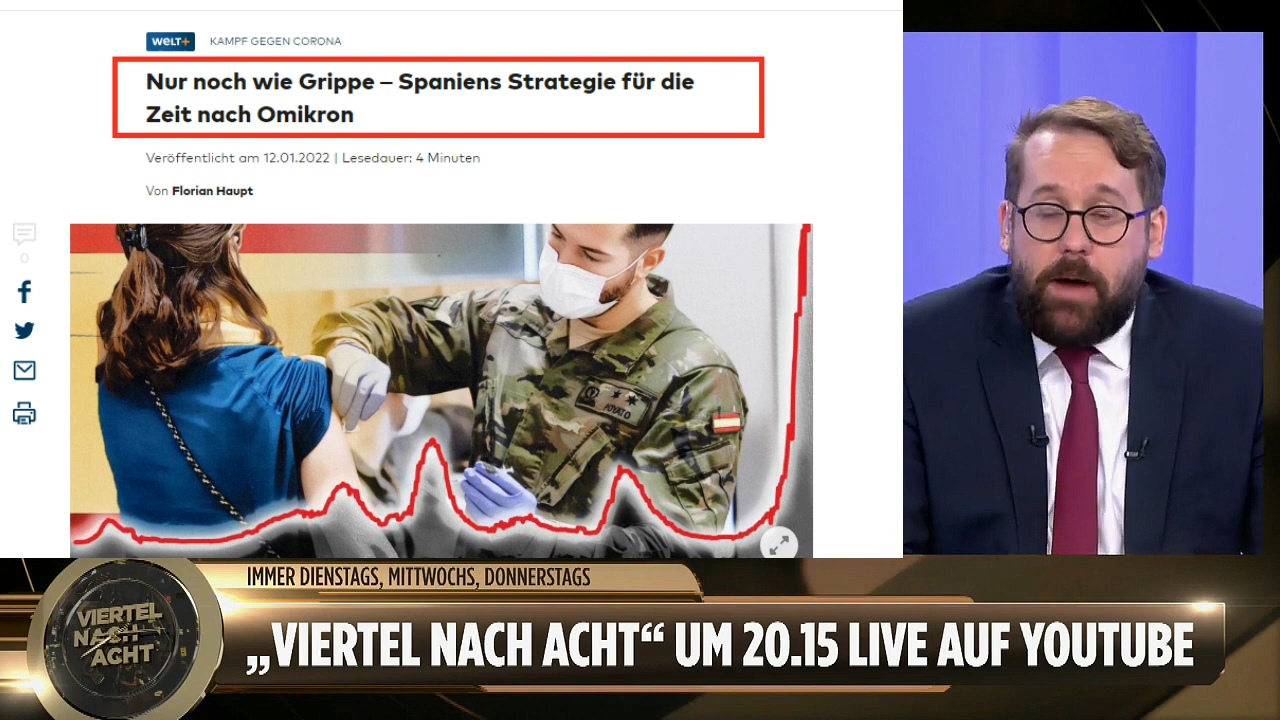 WELT+ KAMPF GEGEN CORONA
Nur noch wie Grippe – Spaniens Strategie für die
Zeit nach Omikron
Veröffentlicht am 12.01.2022 | Lesedauer: 4 Minuten
Von Florian Haupt
0
POYATO
IMMER DIENSTAGS, MITTWOCHS, DONNERSTAGS
VIERTEL
NACH
ACHT
„VIERTEL NACH ACHT“ UM 20.15 LIVE AUF YOUTUBE